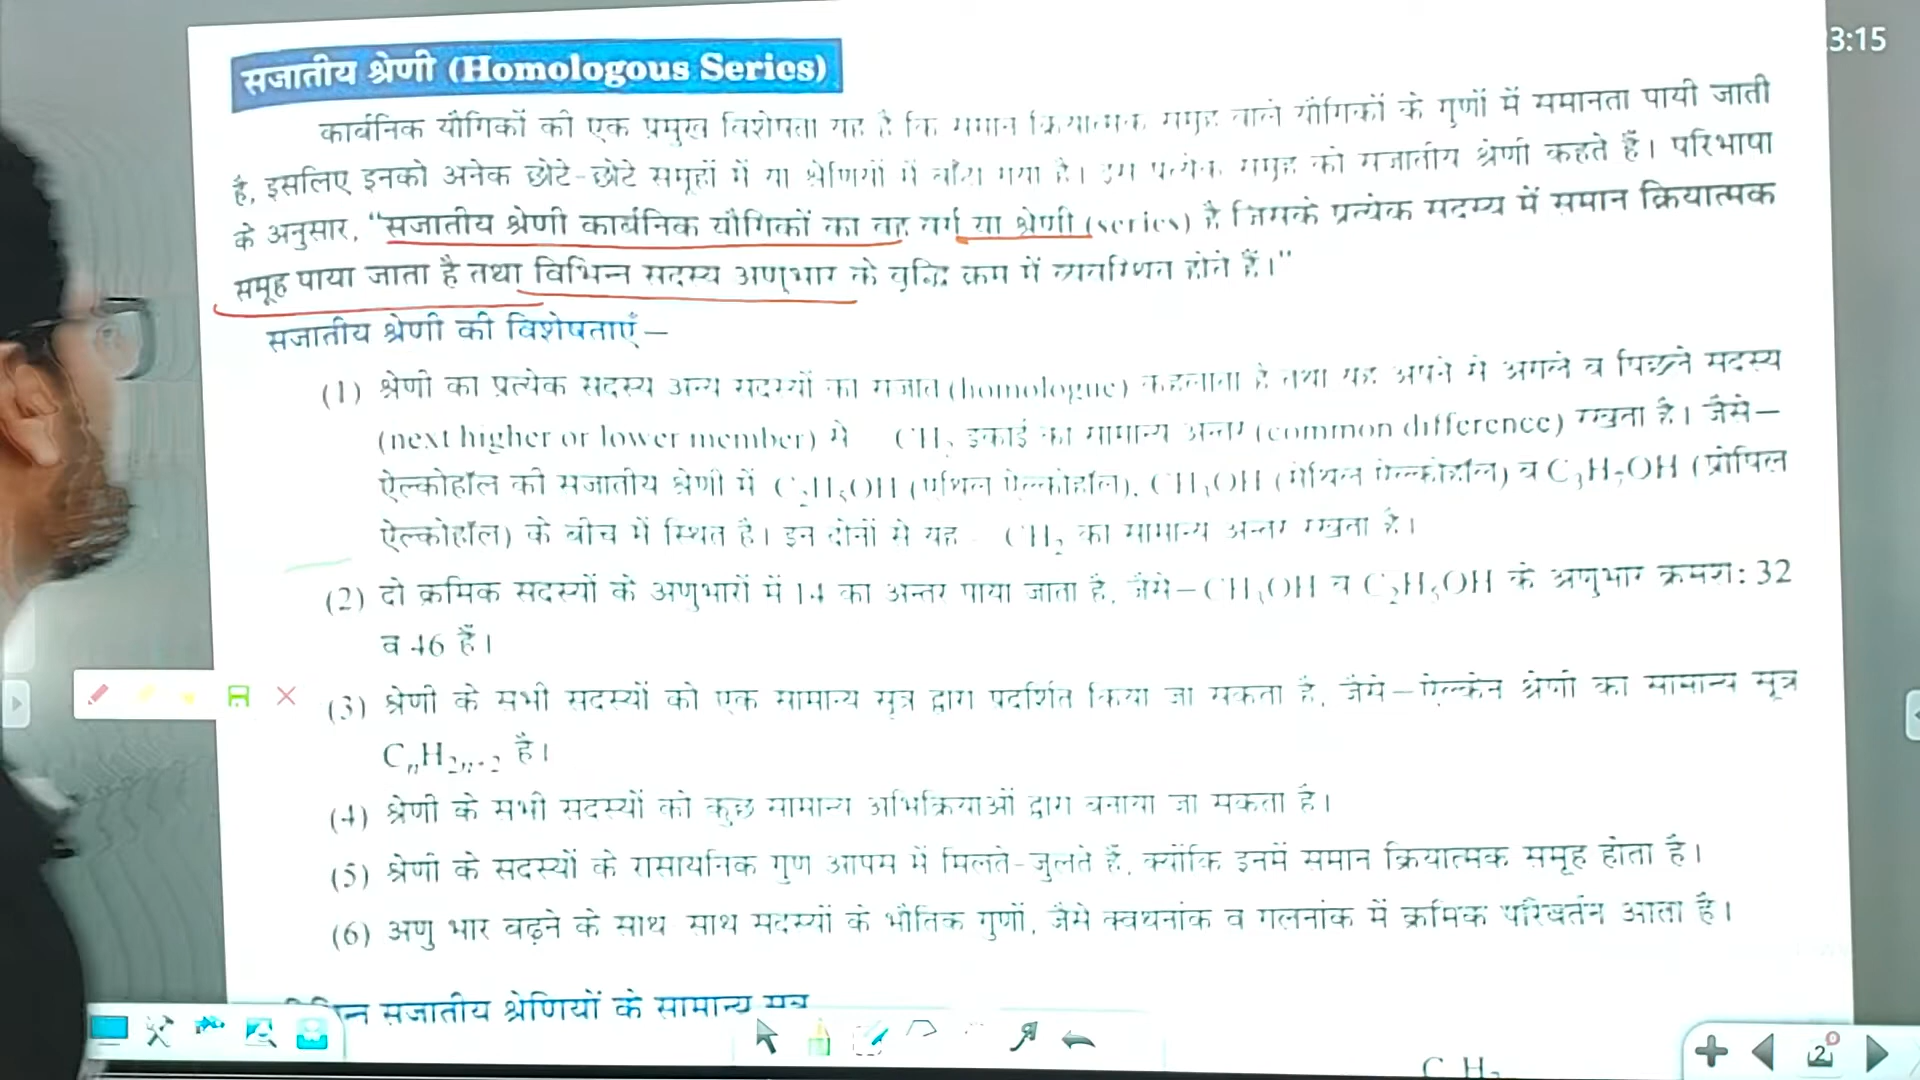 3:15
सजातीय श्रेणी (Homologous Series)
कार्बनिक यौगिकों की एक प्रमुख विशेषता यह है कि समान क्रियात्मक समूह वाले यौगिकों के गुणों में समानता पायी जाती
है, इसलिए इनको अनेक छोटे-छोटे समूहों में या श्रेणियों में बाँटा गया है। इस प्रत्येक समूह को सजातीय श्रेणी कहते हैं। परिभाषा
के अनुसार, “सजातीय श्रेणी कार्बनिक यौगिकों का वह वर्ग या श्रेणी (series) है जिसके प्रत्येक सदस्य में समान क्रियात्मक
समूह पाया जाता है तथा विभिन्न सदस्य अणुभार के वृद्धि क्रम में व्यवस्थित होते हैं।”
सजातीय श्रेणी की विशेषताएँ—
(1) श्रेणी का प्रत्येक सदस्य अन्य सदस्यों का सजात (homologue) कहलाता है तथा यह अपने से अगले व पिछले सदस्य
(next higher or lower member) से CH₂ इकाई का सामान्य अन्तर (common difference) रखता है। जैसे—
ऐल्कोहॉल की सजातीय श्रेणी में C₂H₅OH (एथिल ऐल्कोहॉल), CH₃OH (मेथिल ऐल्कोहॉल) व C₃H₇OH (प्रोपिल
ऐल्कोहॉल) के बीच में स्थित है। इन दोनों से यह CH₂ का सामान्य अन्तर रखता है।
(2) दो क्रमिक सदस्यों के अणुभारों में 14 का अन्तर पाया जाता है, जैसे—CH₃OH व C₂H₅OH के अणुभार क्रमश: 32
व 46 हैं।
(3) श्रेणी के सभी सदस्यों को एक सामान्य सूत्र द्वारा प्रदर्शित किया जा सकता है, जैसे—ऐल्केन श्रेणी का सामान्य सूत्र
है।
(4) श्रेणी के सभी सदस्यों को कुछ सामान्य अभिक्रियाओं द्वारा बनाया जा सकता है।
(5) श्रेणी के सदस्यों के रासायनिक गुण आपस में मिलते-जुलते हैं, क्योंकि इनमें समान क्रियात्मक समूह होता है।
(6) अणु भार बढ़ने के साथ साथ सदस्यों के भौतिक गुणों, जैसे क्वथनांक व गलनांक में क्रमिक परिवर्तन आता है।
सजातीय श्रेणियों के सामान्य सूत्र
2